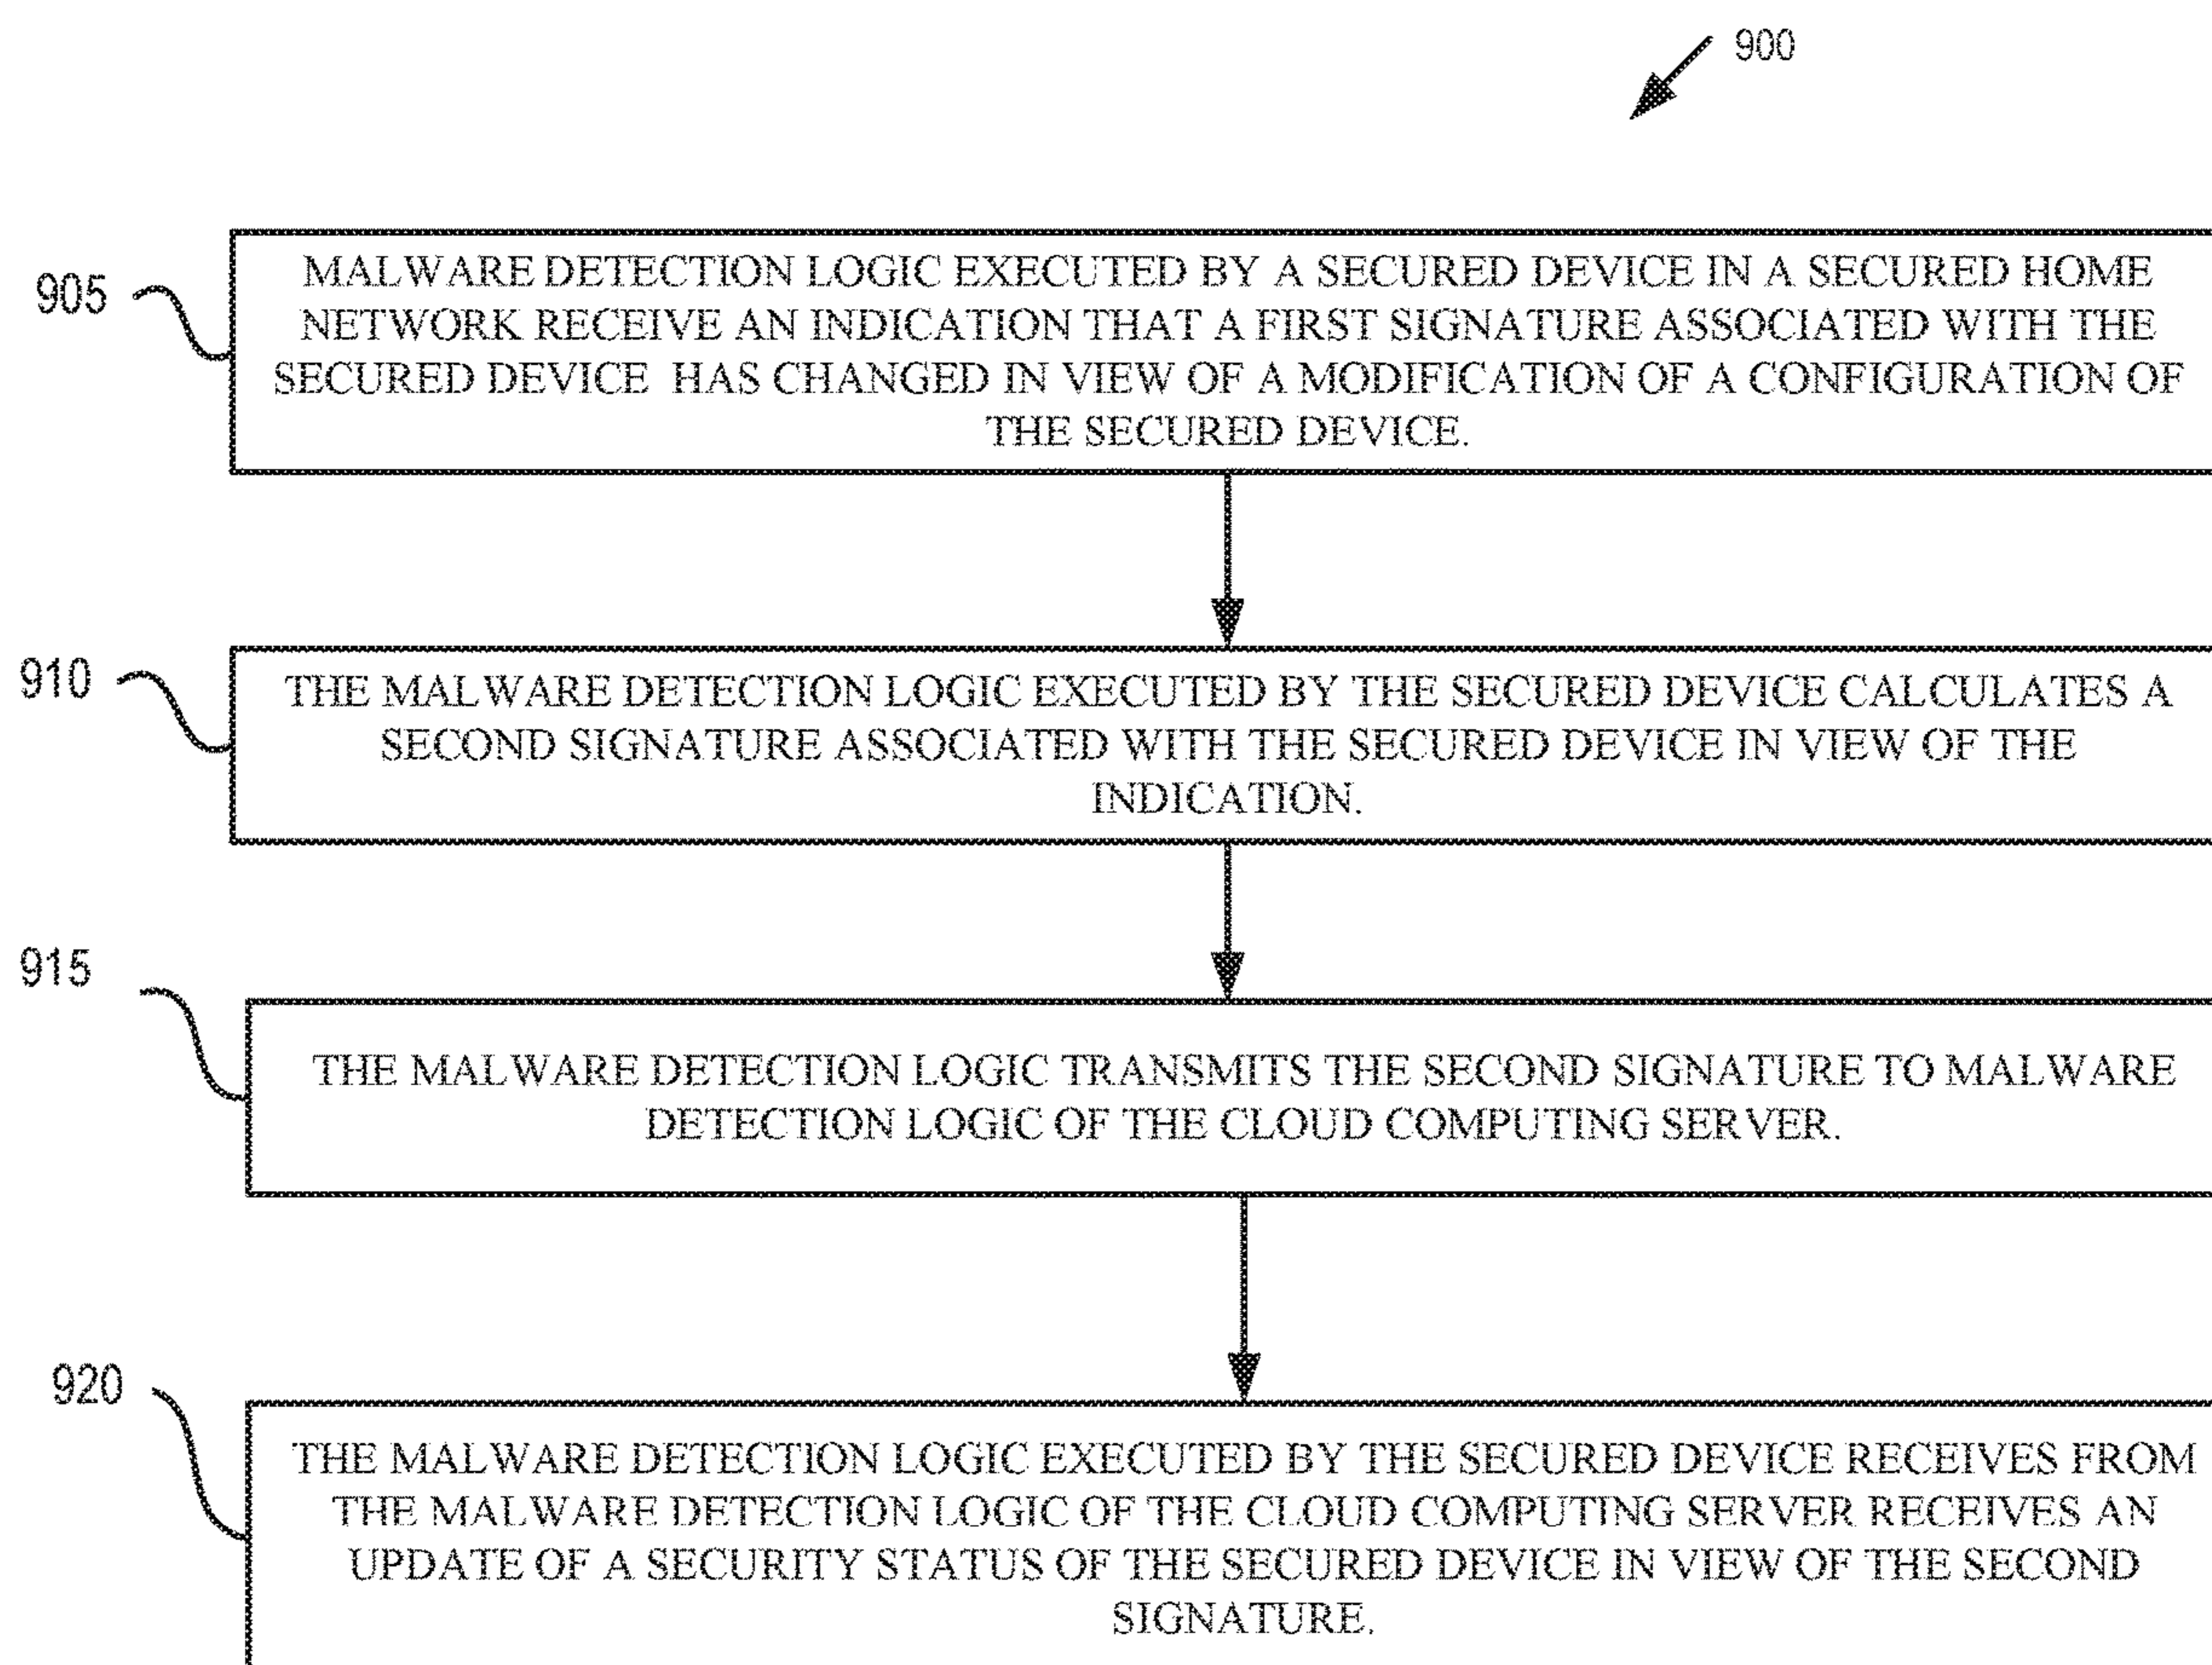 900
905
MALWARE DETECTION LOGIC EXECUTED BY A SECURED DEVICE IN A SECURED HOME
NETWORK RECEIVE AN INDICATION THAT A FIRST SIGNATURE ASSOCIATED WITH THE
SECURED DEVICE HAS CHANGED IN VIEW OF A MODIFICATION OF A CONFIGURATION OF
THE SECURED DEVICE.
910
THE MALWARE DETECTION LOGIC EXECUTED BY THE SECURED DEVICE CALCULATES A
SECOND SIGNATURE ASSOCIATED WITH THE SECURED DEVICE IN VIEW OF THE
INDICATION.
915
THE MALWARE DETECTION LOGIC TRANSMITS THE SECOND SIGNATURE TO MALWARE
DETECTION LOGIC OF THE CLOUD COMPUTING SERVER.
920
THE MALWARE DETECTION LOGIC EXECUTED BY THE SECURED DEVICE RECEIVES FROM
THE MALWARE DETECTION LOGIC OF THE CLOUD COMPUTING SERVER RECEIVES AN
UPDATE OF A SECURITY STATUS OF THE SECURED DEVICE IN VIEW OF THE SECOND
SIGNATURE.